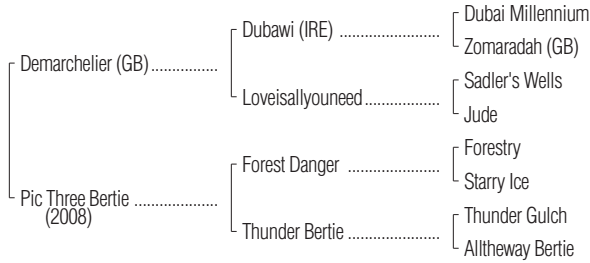 Dubai Millennium
Dubawi (IRE) ....................
Zomaradah (GB)
Demarchelier (GB)................
Sadler's Wells
Loveisallyouneed..................
Jude
Forestry
Forest Danger ......................
Starry Ice
Pic Three Bertie ....................
(2008)
Thunder Gulch
Thunder Bertie ......................
Alltheway Bertie